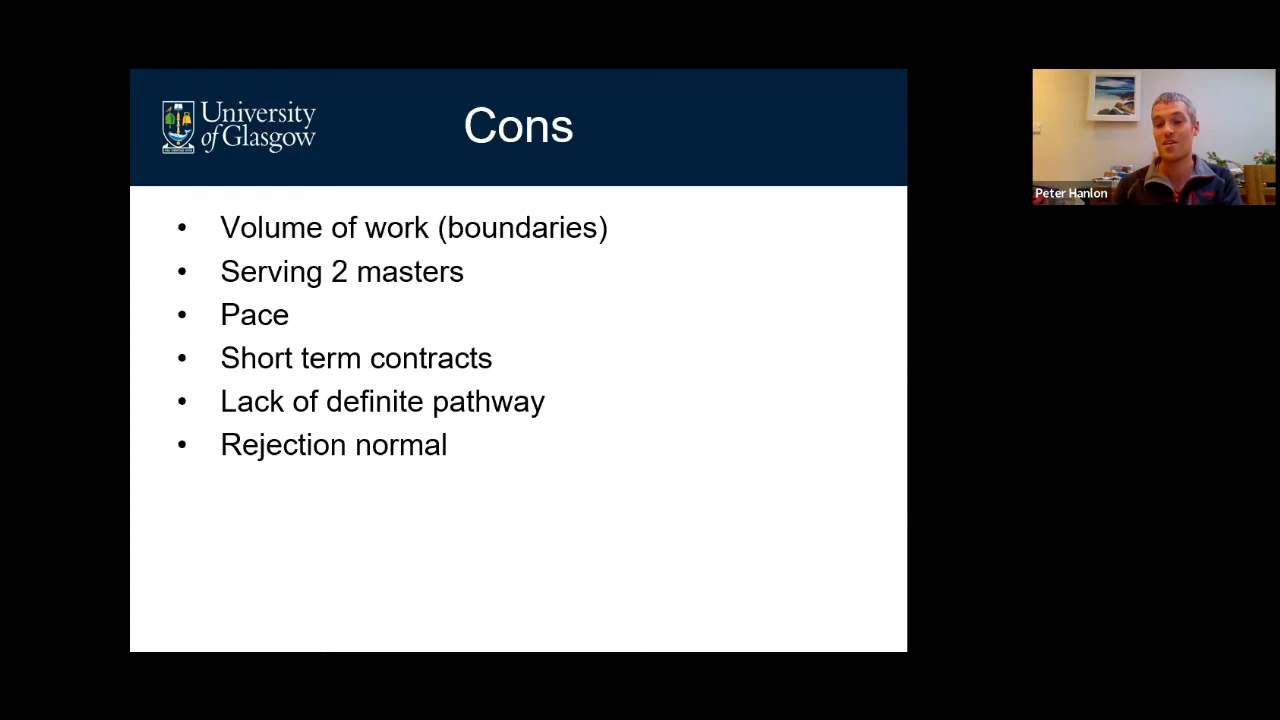 University
of Glasgow
Cons
• Volume of work (boundaries)
• Serving 2 masters
• Pace
• Short term contracts
• Lack of definite pathway
• Rejection normal
Peter Hanlon